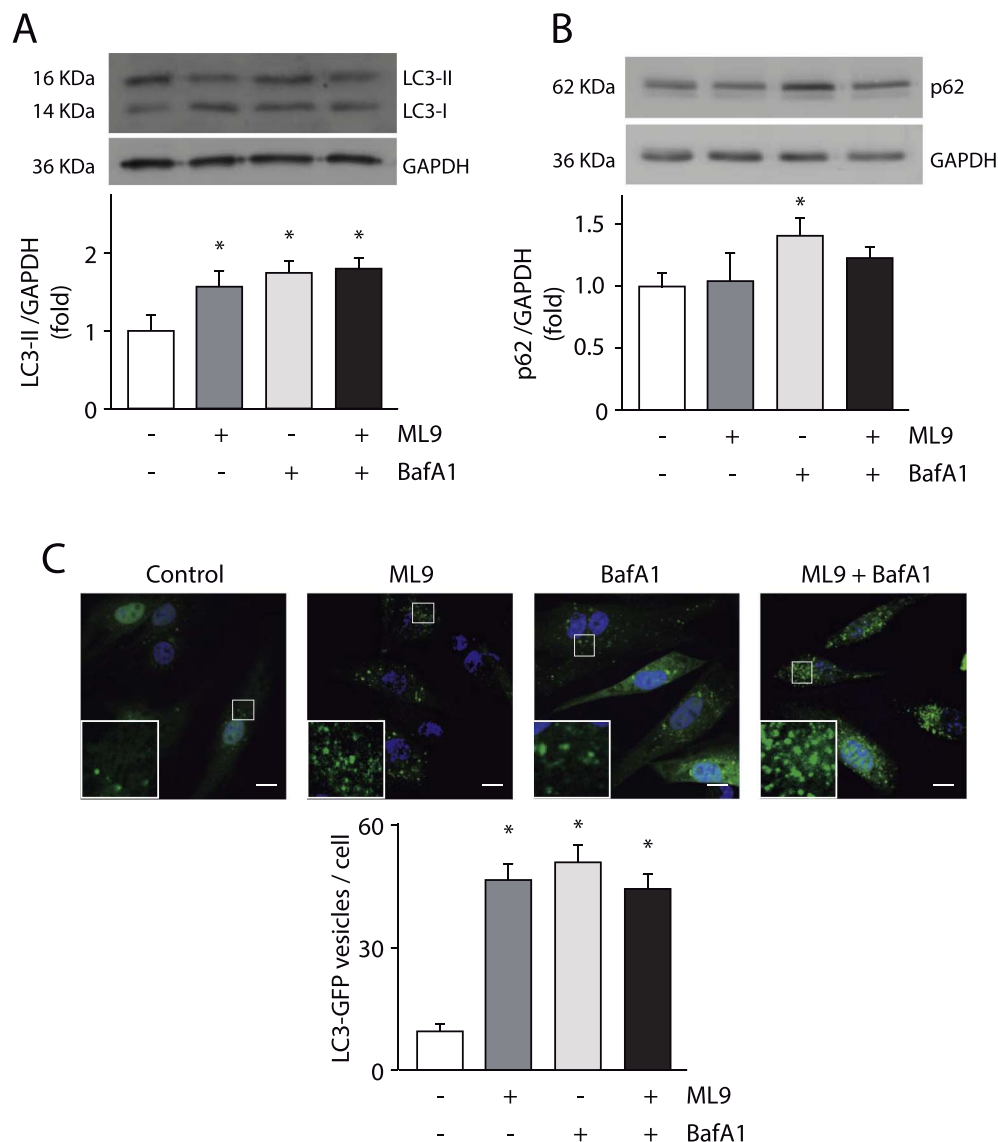 A
16 KDa
LC3-II
14 KDa
LC3-I
36 KDa
GAPDH
2
1
0
LC3-II /GAPDH
(fold)
* * *
- + - + ML9
- - + + BafA1
B
62 KDa
p62
36 KDa
GAPDH
1.5
1.0
0.5
0
p62 /GAPDH
(fold)
*
- + - + ML9
- - + + BafA1
C
Control ML9 BafA1 ML9 + BafA1
60
30
0
LC3-GFP vesicles / cell
* * *
- + - + ML9
- - + + BafA1